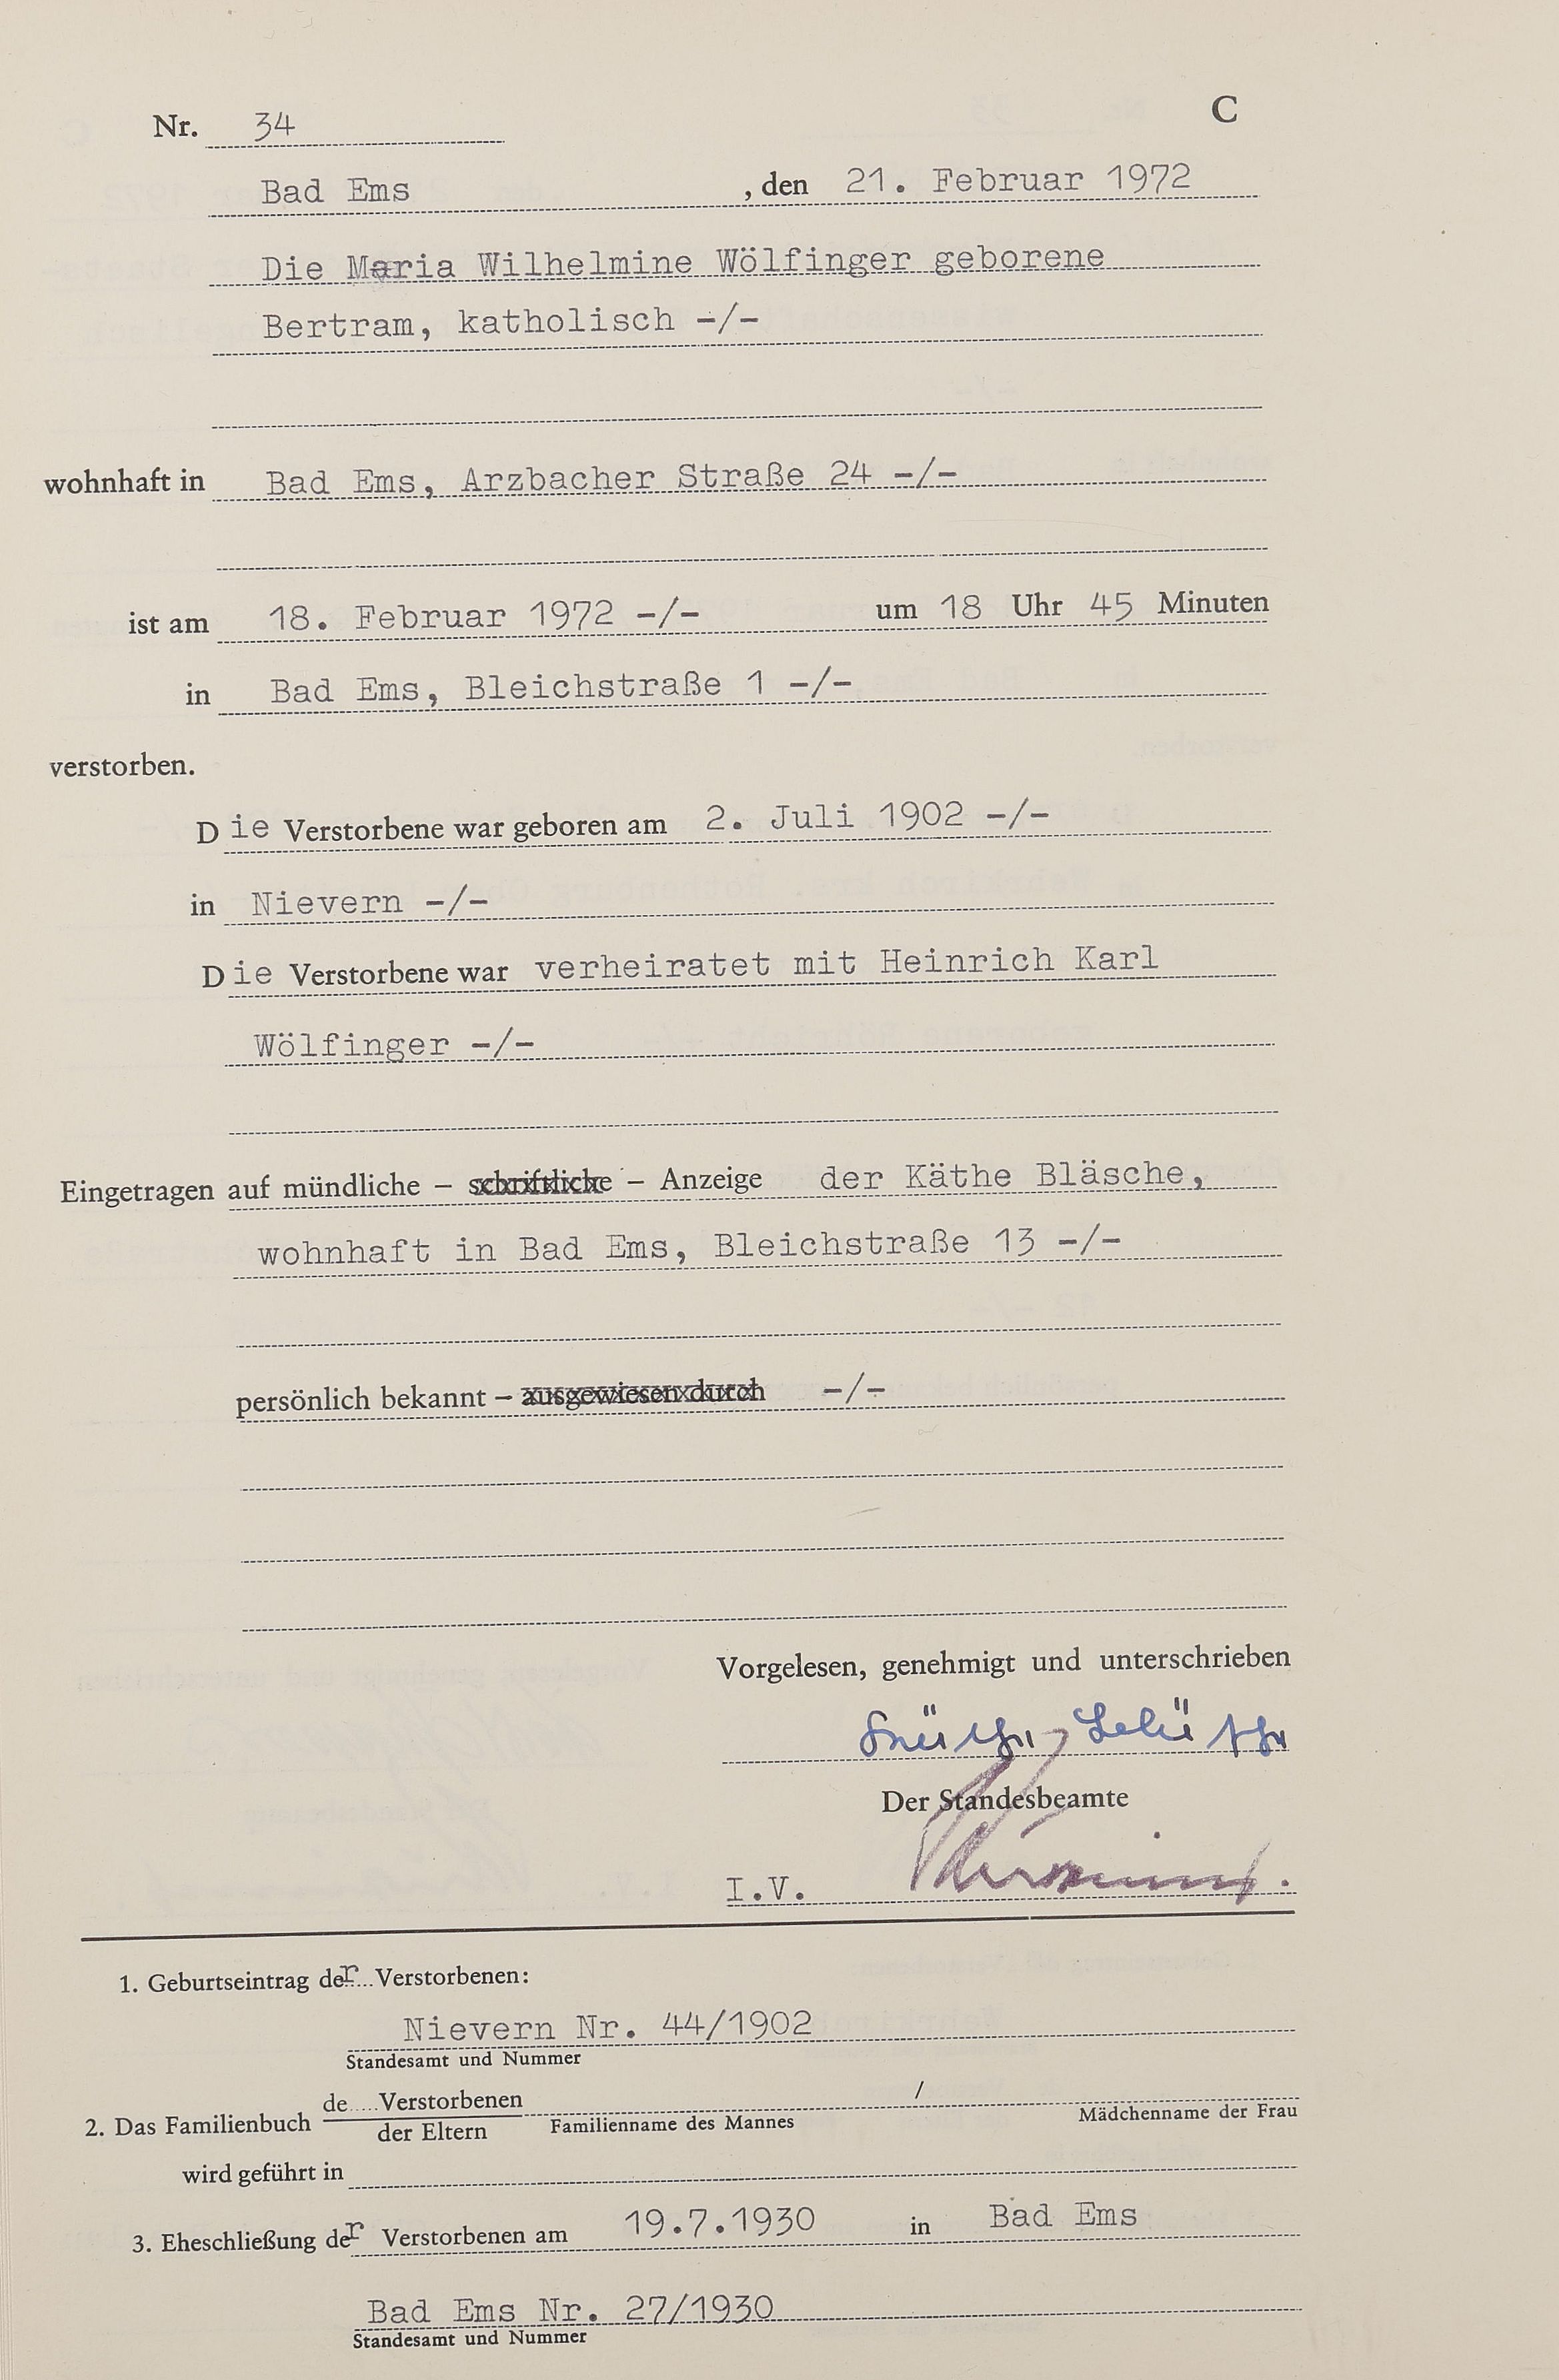 Nr. 34
C
Bad Ems , den 21. Februar 1972
Die Maria Wilhelmine Wölfinger geborene
Bertram, katholisch -/-
wohnhaft in Bad Ems, Arzbacher Straße 24 -/-
ist am 18. Februar 1972 -/- um 18 Uhr 45 Minuten
in Bad Ems, Bleichstraße 1 -/-
verstorben.
Die Verstorbene war geboren am 2. Juli 1902 -/-
in Nievern -/-
Die Verstorbene war verheiratet mit Heinrich Karl
Wölfinger -/-
Eingetragen auf mündliche – schriftliche – Anzeige der Käthe Bläsche,
wohnhaft in Bad Ems, Bleichstraße 13 -/-
persönlich bekannt – ausgewiesen durch -/-
Vorgelesen, genehmigt und unterschrieben
Der Standesbeamte
I.V.
1. Geburtseintrag der Verstorbenen:
Nievern Nr. 44/1902
Standesamt und Nummer
de..... Verstorbenen /
2. Das Familienbuch der Eltern Familienname des Mannes Mädchenname der Frau
wird geführt in
3. Eheschließung der Verstorbenen am 19.7.1930 in Bad Ems
Bad Ems Nr. 27/1930
Standesamt und Nummer